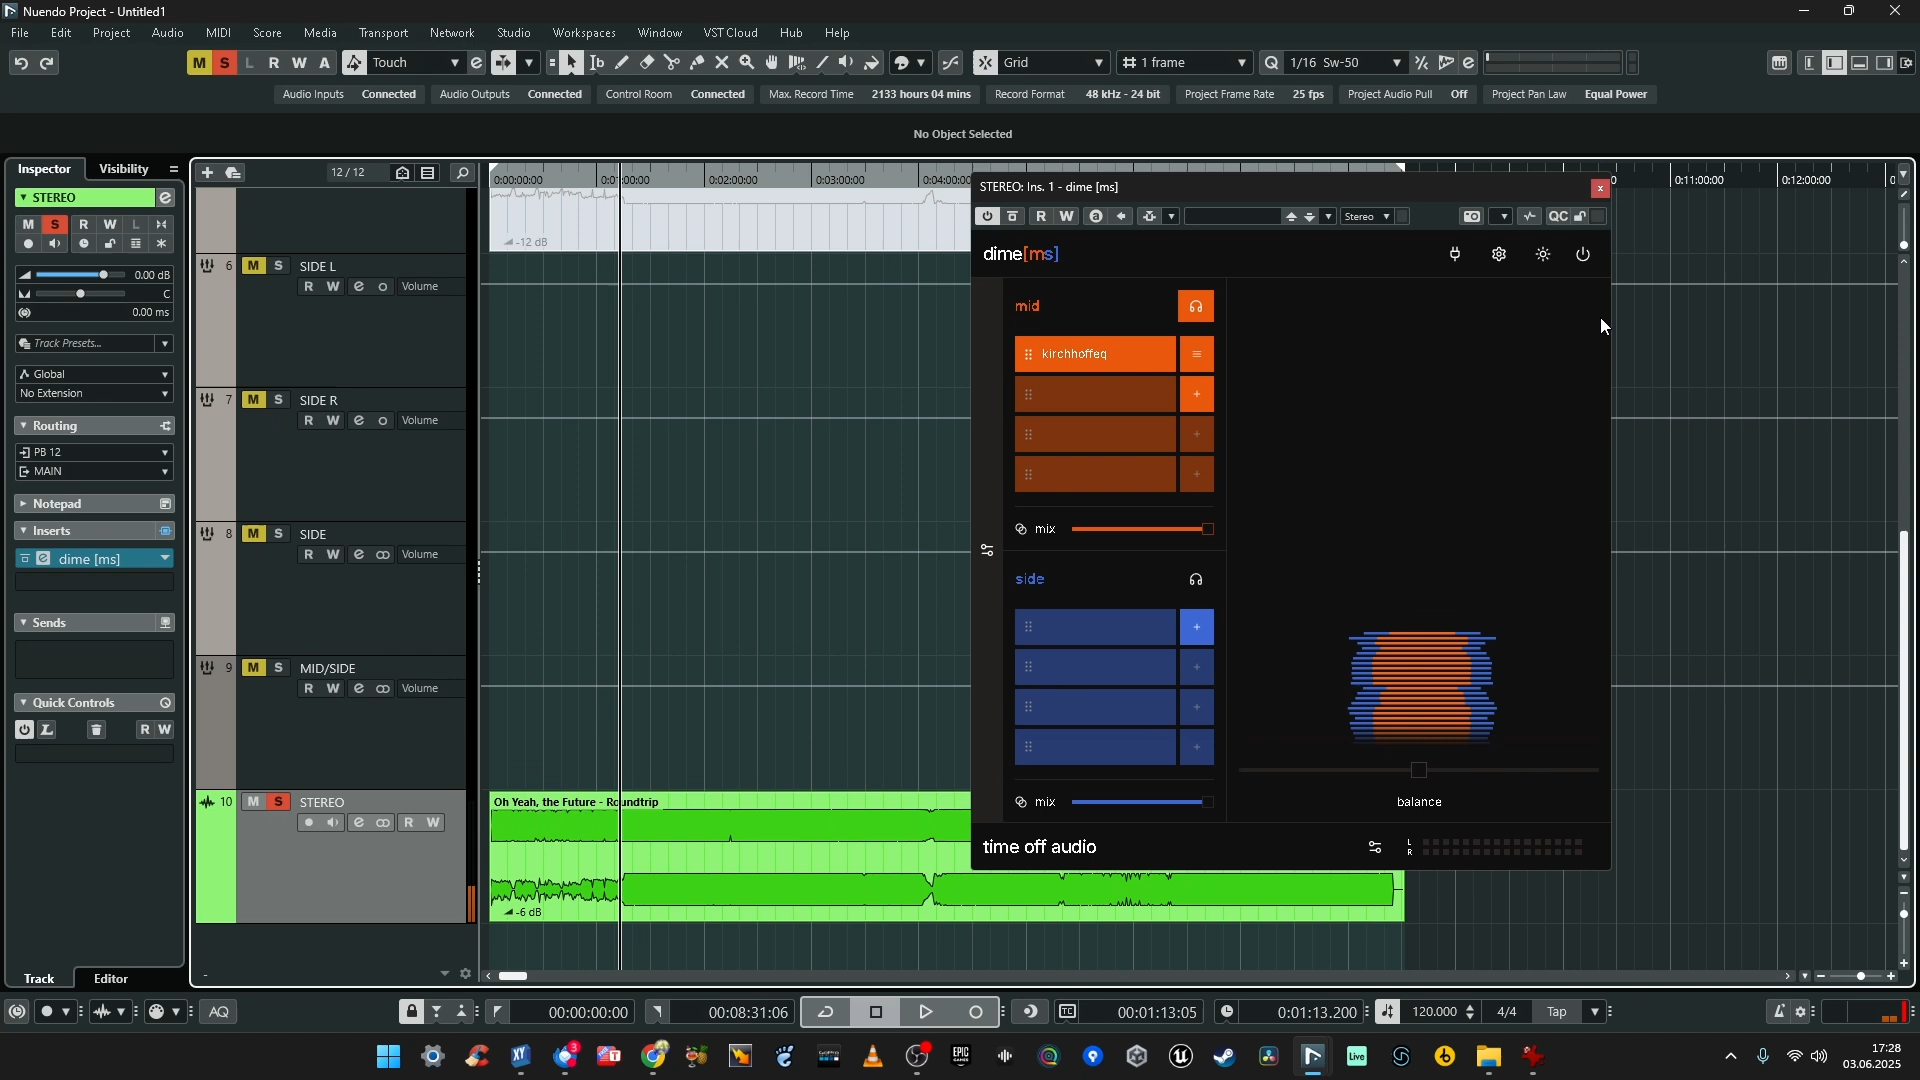 Nuendo Project - Untitled1
File Edit Project Audio MIDI Score Media Transport Network Studio Workspaces Window VST Cloud Hub Help
M S L R W A Touch Grid 1 frame Q 1/16 Sw-50
Audio Inputs Connected Audio Outputs Connected Control Room Connected Max. Record Time 2133 hours 04 mins Record Format 48 kHz - 24 bit Project Frame Rate 25 fps Project Audio Pull Off Project Pan Law Equal Power
No Object Selected
Inspector Visibility
12 / 12
0:00:00:00 0:02:00:00 0:03:00:00 0:11:00:00 0:12:00:00
STEREO
M S R W L
0.00 dB
C
0.00 ms
Track Presets...
Global
No Extension
Routing
PB 12
MAIN
Notepad
Inserts
dime [ms]
Sends
Quick Controls
R W
Track Editor
-12 dB
6 M S SIDE L
R W e Volume
7 M S SIDE R
R W e Volume
8 M S SIDE
R W e Volume
9 M S MID/SIDE
R W e Volume
10 M S STEREO
e R W
Oh Yeah, the Future - Roundtrip
-6 dB
STEREO: Ins. 1 - dime [ms]
R W Stereo QC
dime[ms]
mid
kirchhoffeq
mix
side
mix
balance
time off audio
L
R
AQ 00:00:00:00 00:08:31:06 00:01:13:05 0:01:13.200 120.000 4/4 Tap
Live
17:28
03.06.2025